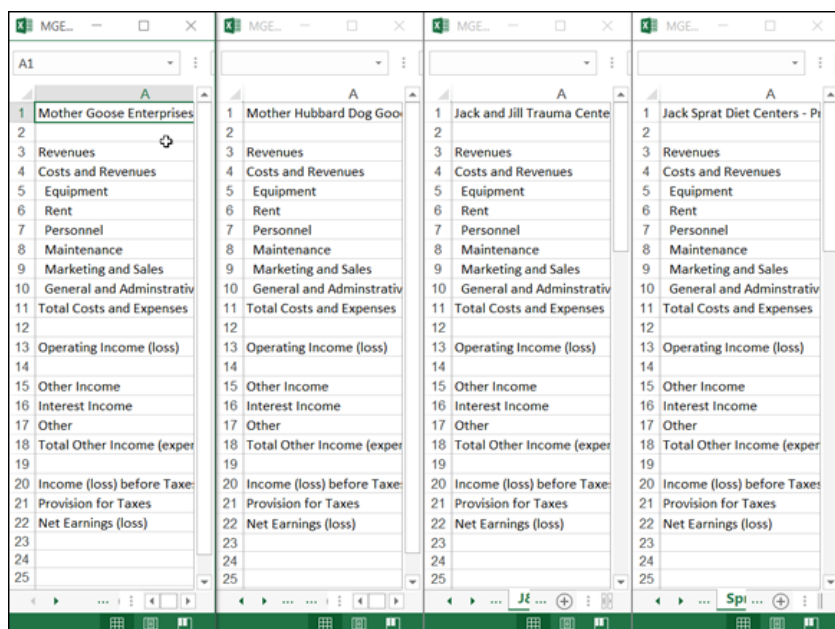 MGE... MGE... MGE... MGE...
A1
A A A A
1 Mother Goose Enterprises 1 Mother Hubbard Dog Goo 1 Jack and Jill Trauma Cente 1 Jack Sprat Diet Centers - Pr
2 2 2 2
3 Revenues 3 Revenues 3 Revenues 3 Revenues
4 Costs and Revenues 4 Costs and Revenues 4 Costs and Revenues 4 Costs and Revenues
5 Equipment 5 Equipment 5 Equipment 5 Equipment
6 Rent 6 Rent 6 Rent 6 Rent
7 Personnel 7 Personnel 7 Personnel 7 Personnel
8 Maintenance 8 Maintenance 8 Maintenance 8 Maintenance
9 Marketing and Sales 9 Marketing and Sales 9 Marketing and Sales 9 Marketing and Sales
10 General and Adminstrativ 10 General and Adminstrativ 10 General and Adminstrativ 10 General and Adminstrativ
11 Total Costs and Expenses 11 Total Costs and Expenses 11 Total Costs and Expenses 11 Total Costs and Expenses
12 12 12 12
13 Operating Income (loss) 13 Operating Income (loss) 13 Operating Income (loss) 13 Operating Income (loss)
14 14 14 14
15 Other Income 15 Other Income 15 Other Income 15 Other Income
16 Interest Income 16 Interest Income 16 Interest Income 16 Interest Income
17 Other 17 Other 17 Other 17 Other
18 Total Other Income (exper 18 Total Other Income (exper 18 Total Other Income (exper 18 Total Other Income (exper
19 19 19 19
20 Income (loss) before Taxe 20 Income (loss) before Taxe 20 Income (loss) before Taxe 20 Income (loss) before Taxes
21 Provision for Taxes 21 Provision for Taxes 21 Provision for Taxes 21 Provision for Taxes
22 Net Earnings (loss) 22 Net Earnings (loss) 22 Net Earnings (loss) 22 Net Earnings (loss)
23 23 23 23
24 24 24 24
25 25 25 25
... ... ... ... J& ... ... Spr ...